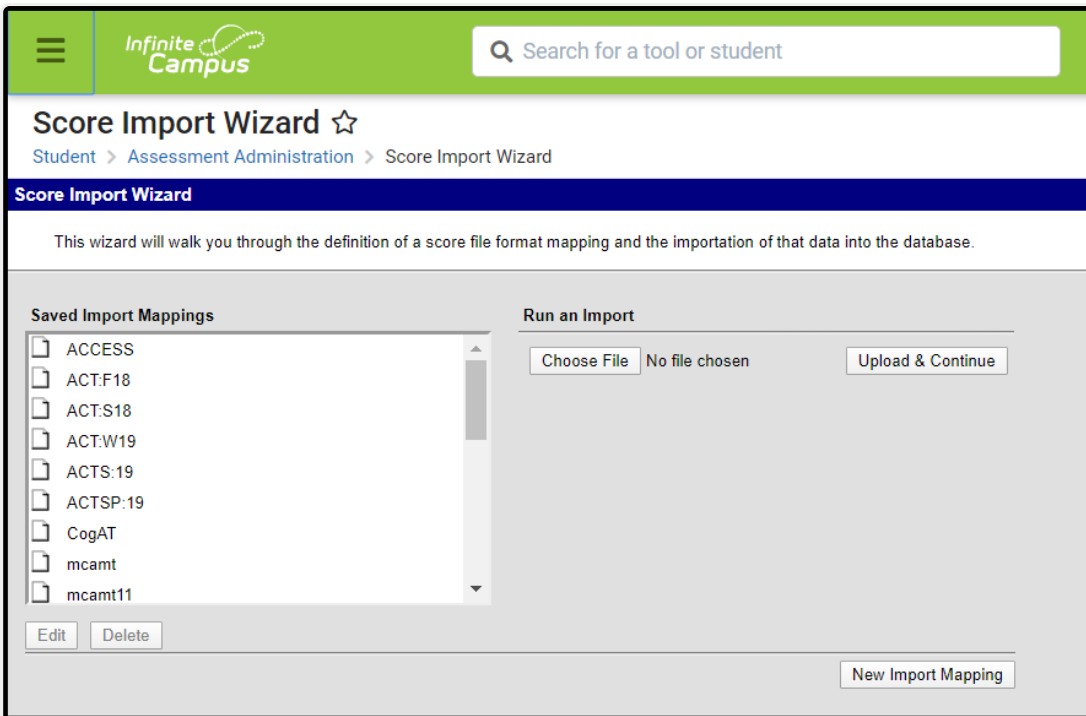 Infinite
Campus
Search for a tool or student
Score Import Wizard
Student > Assessment Administration > Score Import Wizard
Score Import Wizard
This wizard will walk you through the definition of a score file format mapping and the importation of that data into the database.
Saved Import Mappings
ACCESS
ACT:F18
ACT:S18
ACT:W19
ACTS:19
ACTSP:19
CogAT
mcamt
mcamt11
Edit Delete
Run an Import
Choose File No file chosen Upload & Continue
New Import Mapping